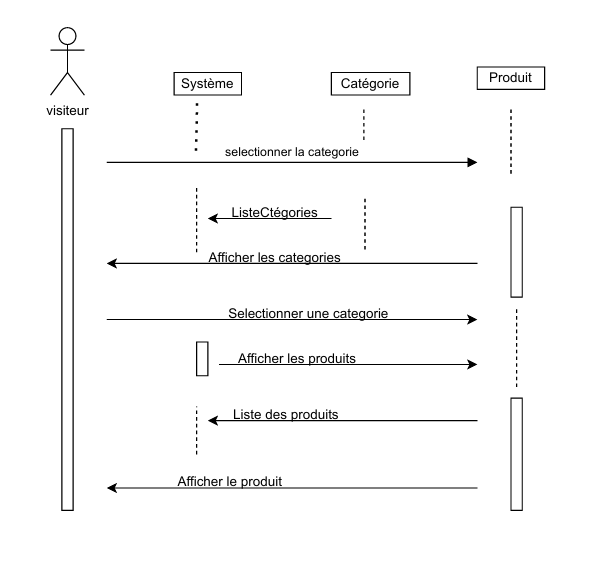 Système
Catégorie
Produit
visiteur
selectionner la categorie
ListeCtégories
Afficher les categories
Selectionner une categorie
Afficher les produits
Liste des produits
Afficher le produit